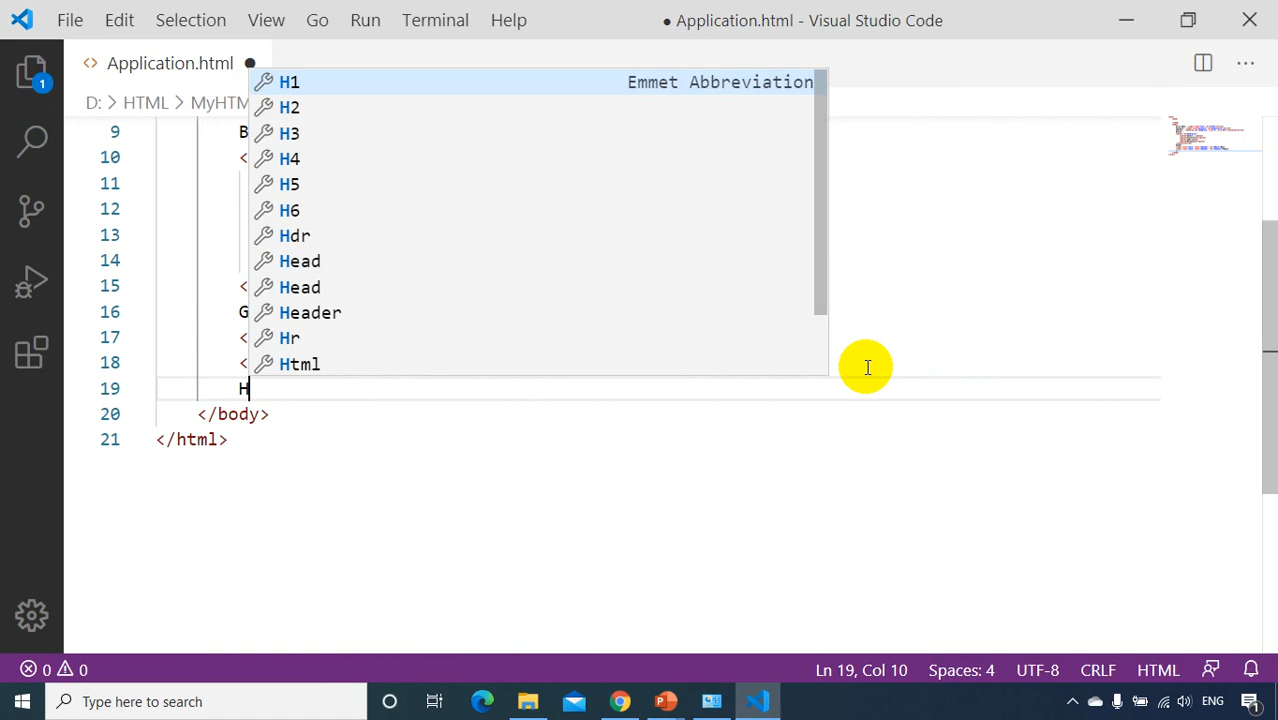 File Edit Selection View Go Run Terminal Help ● Application.html - Visual Studio Code
<> Application.html ●
D: > HTML > MyHTM
H1 Emmet Abbreviation
H2
H3
H4
H5
H6
Hdr
Head
Head
Header
Hr
Html
9 B
10 <
11
12
13
14
15 <
16 G
17 <
18 <
19 H
20 </body>
21 </html>
1
0 0 Ln 19, Col 10 Spaces: 4 UTF-8 CRLF HTML
Type here to search ENG 1